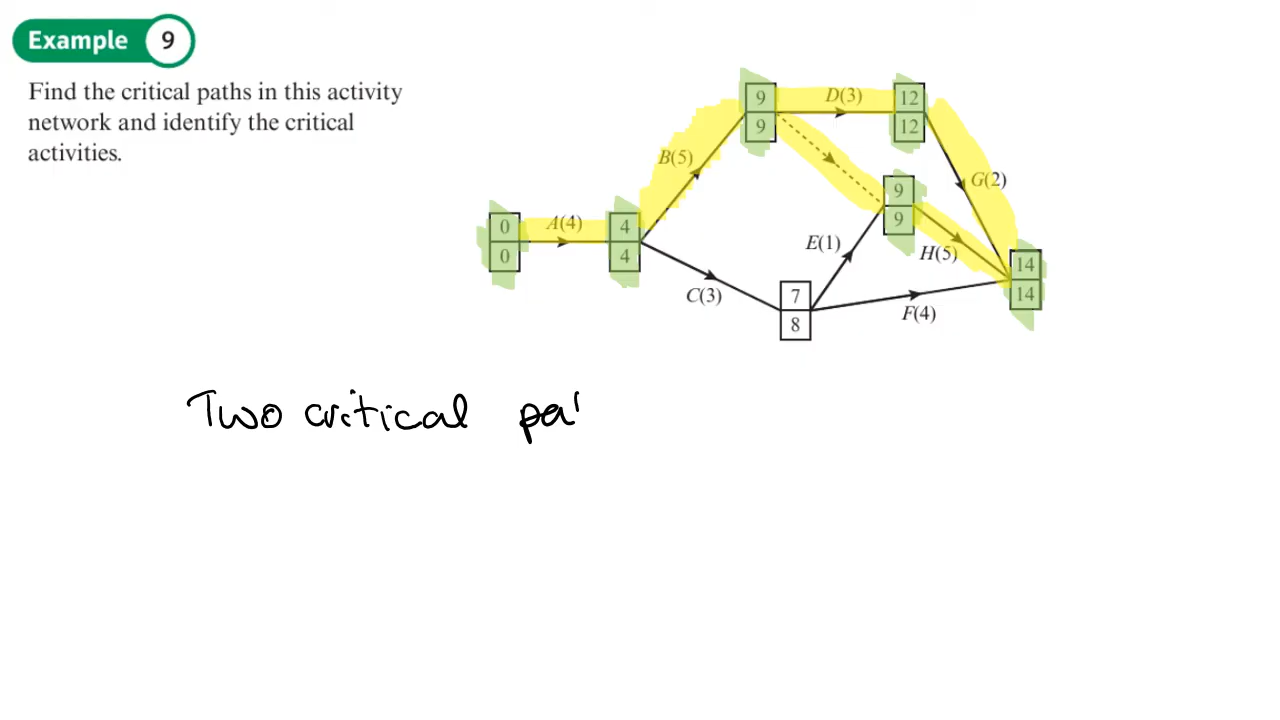 Example 9
Find the critical paths in this activity
network and identify the critical
activities.
9
9
D(3)
12
12
B(5)
G(2)
9
9
0
0
A(4)
4
4
E(1)
H(5)
14
14
C(3)
7
8
F(4)
Two critical pa